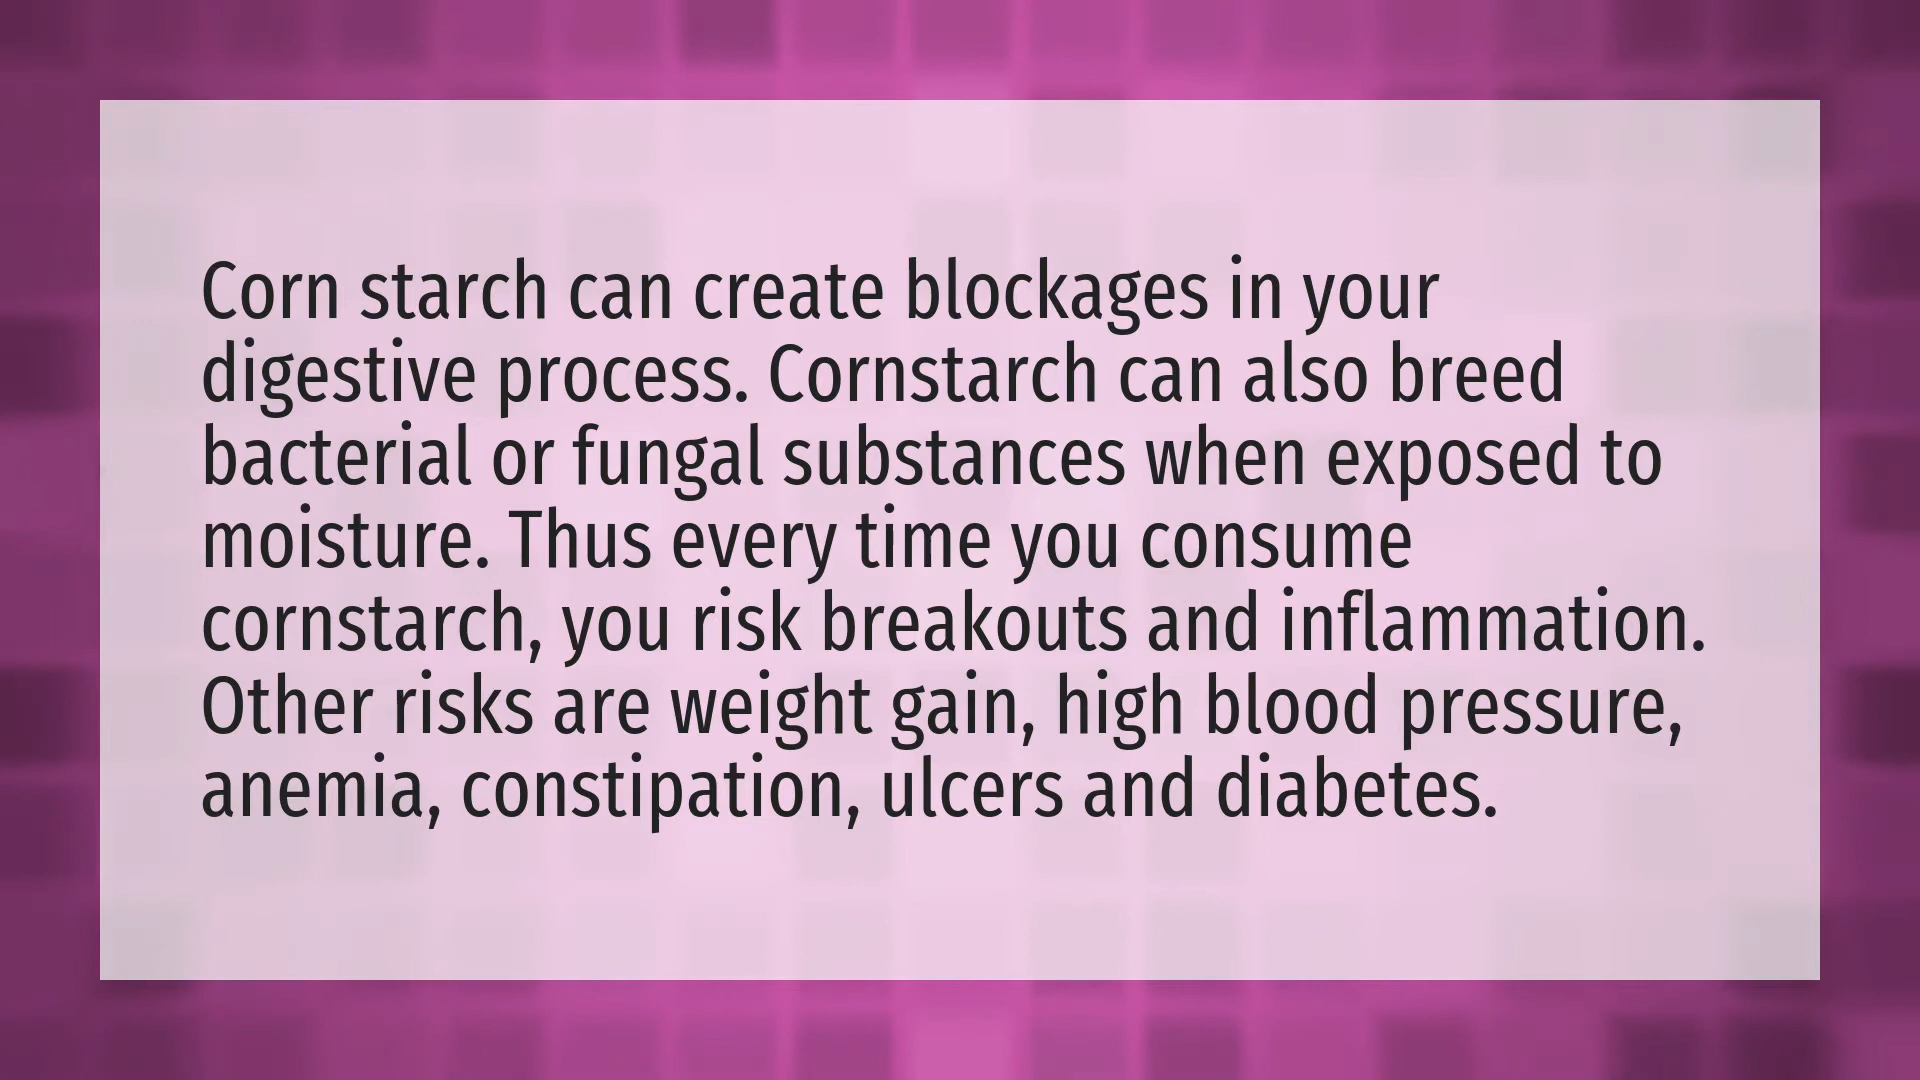 Corn starch can create blockages in your
digestive process. Cornstarch can also breed
bacterial or fungal substances when exposed to
moisture. Thus every time you consume
cornstarch, you risk breakouts and inflammation.
Other risks are weight gain, high blood pressure,
anemia, constipation, ulcers and diabetes.